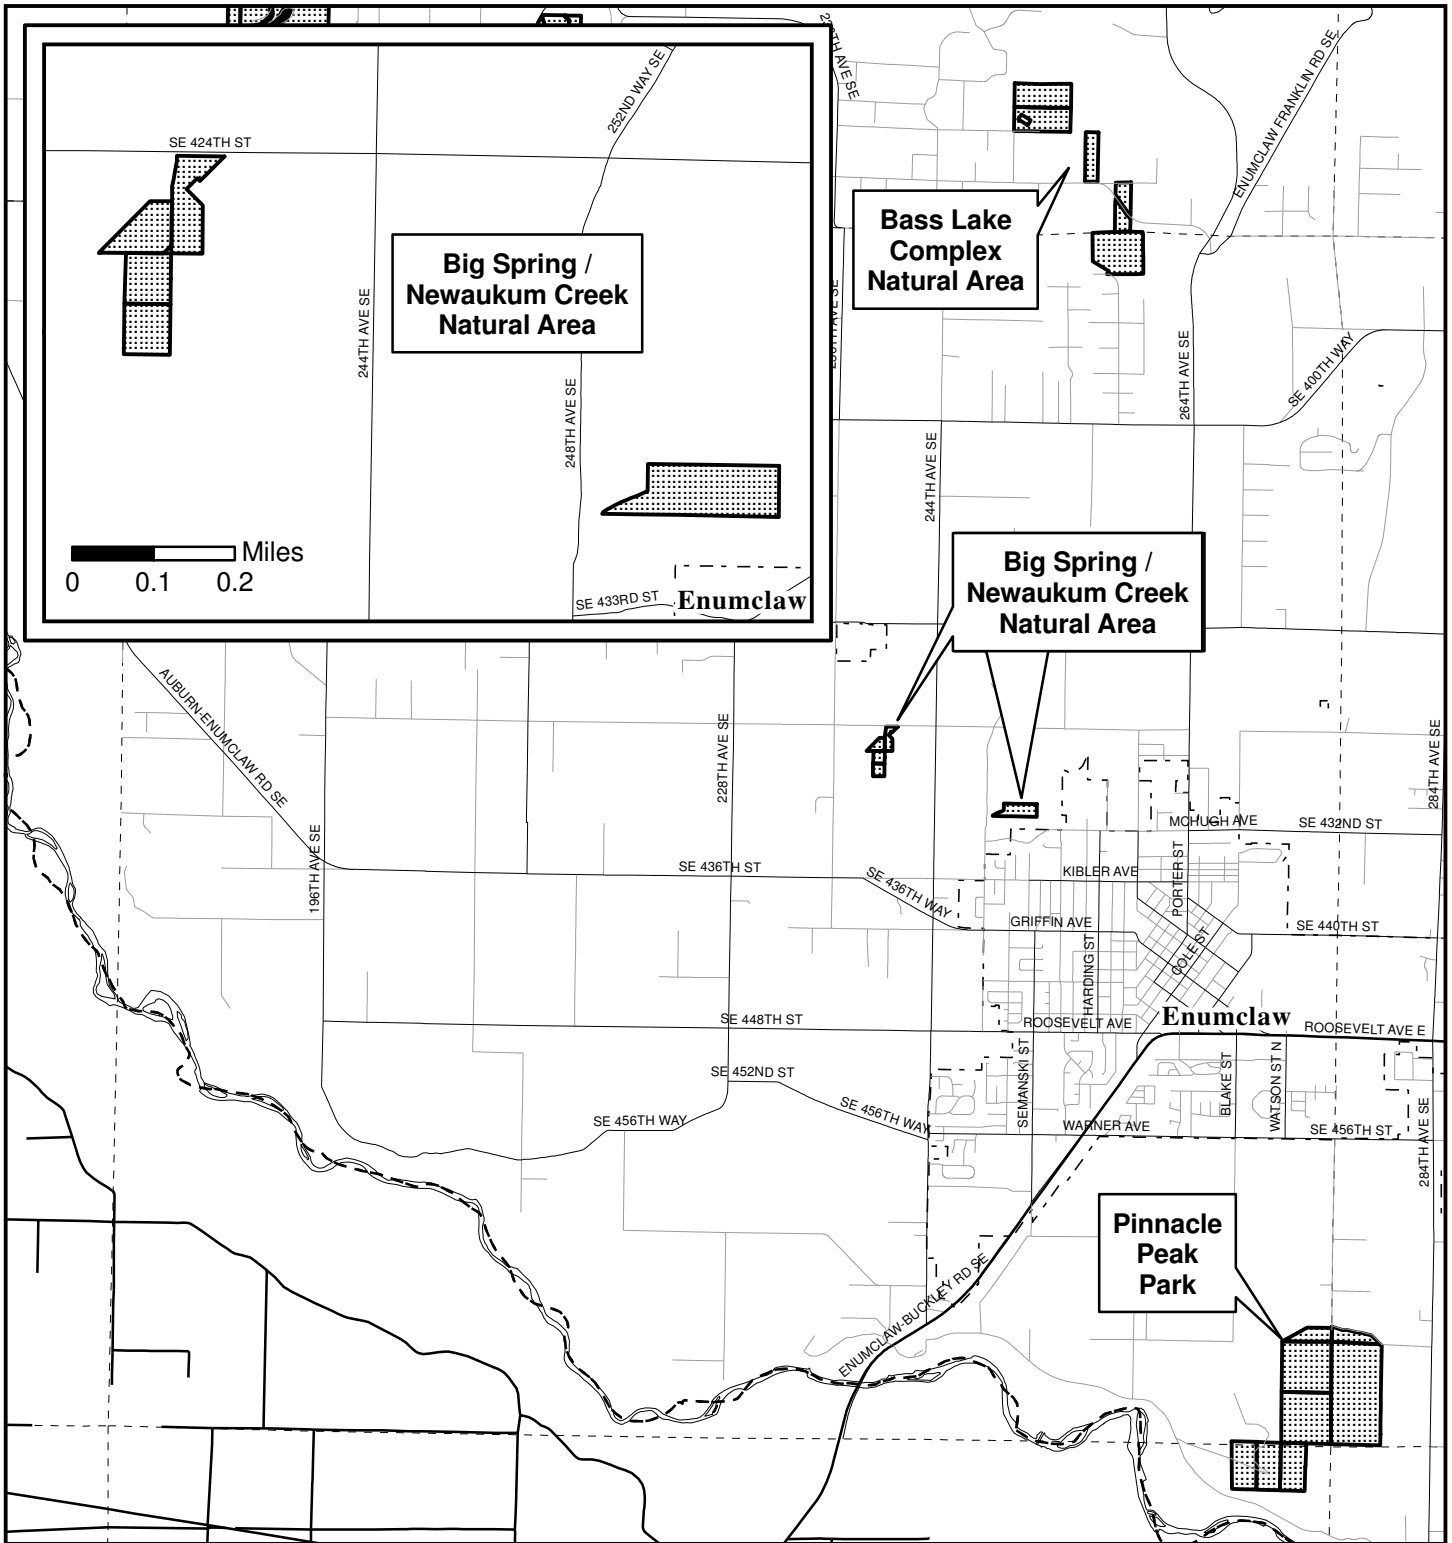 SE 424TH ST
252ND WAY SE
244TH AVE SE
248TH AVE SE
Big Spring /
Newaukum Creek
Natural Area
Miles
0 0.1 0.2
SE 433RD ST
Enumclaw
ENUMCLAW FRANKLIN RD SE
Bass Lake
Complex
Natural Area
264TH AVE SE
SE 400TH WAY
244TH AVE SE
Big Spring /
Newaukum Creek
Natural Area
AUBURN-ENUMCLAW RD SE
228TH AVE SE
284TH AVE SE
196TH AVE SE
MCHUGH AVE
SE 432ND ST
SE 436TH ST
SE 436TH WAY
KIBLER AVE
PORTER ST
GRIFFIN AVE
SE 440TH ST
HARDING ST
COLE ST
SE 448TH ST
ROOSEVELT AVE
Enumclaw
ROOSEVELT AVE E
SE 452ND ST
SEMANSKI ST
BLAKE ST
WATSON ST N
SE 456TH WAY
SE 456TH WAY
WARNER AVE
SE 456TH ST
284TH AVE SE
Pinnacle
Peak
Park
ENUMCLAW-BUCKLEY RD SE